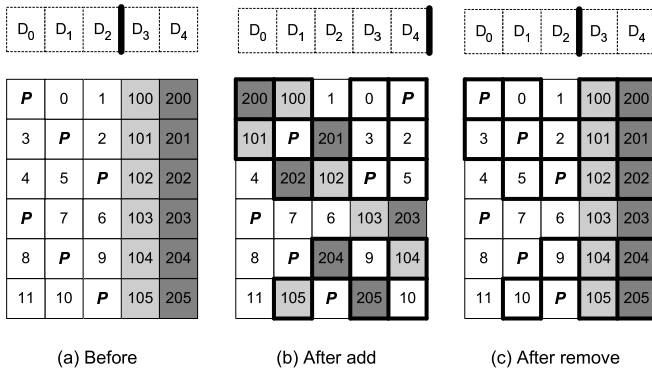 D0 D1 D2 D3 D4 D0 D1 D2 D3 D4 D0 D1 D2 D3 D4
P 0 1 100 200 200 100 1 0 P P 0 1 100 200
3 P 2 101 201 101 P 201 3 2 3 P 2 101 201
4 5 P 102 202 4 202 102 P 5 4 5 P 102 202
P 7 6 103 203 P 7 6 103 203 P 7 6 103 203
8 P 9 104 204 8 P 204 9 104 8 P 9 104 204
11 10 P 105 205 11 105 P 205 10 11 10 P 105 205
(a) Before (b) After add (c) After remove